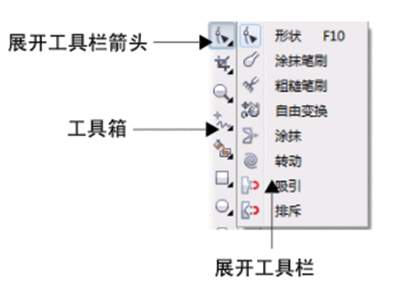 展开工具栏箭头
工具箱
形状 F10
涂抹笔刷
粗糙笔刷
自由变换
涂抹
转动
吸引
排斥
展开工具栏